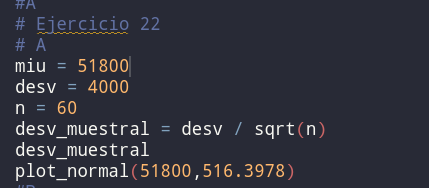 #A
# Ejercicio 22
# A
miu = 51800
desv = 4000
n = 60
desv_muestral = desv / sqrt(n)
desv_muestral
plot_normal(51800,516.3978)